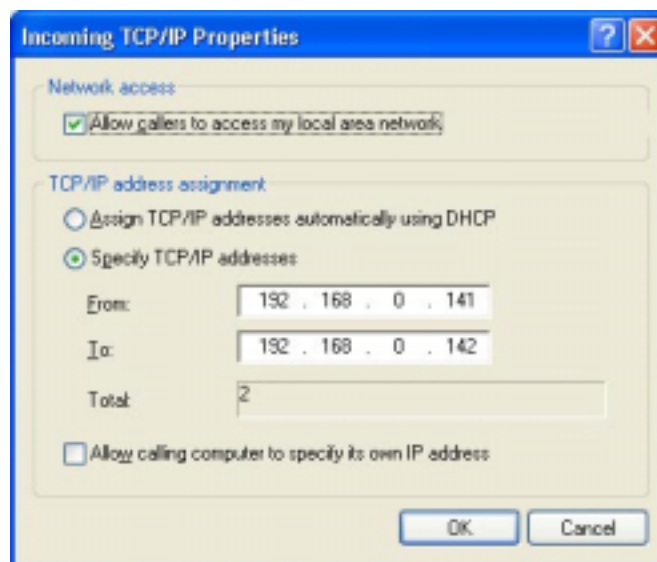 Incoming TCP/IP Properties
Network access
Allow callers to access my local area network
TCP/IP address assignment
Assign TCP/IP addresses automatically using DHCP
Specify TCP/IP addresses
From: 192 . 168 . 0 . 141
To: 192 . 168 . 0 . 142
Total: 2
Allow calling computer to specify its own IP address
OK Cancel